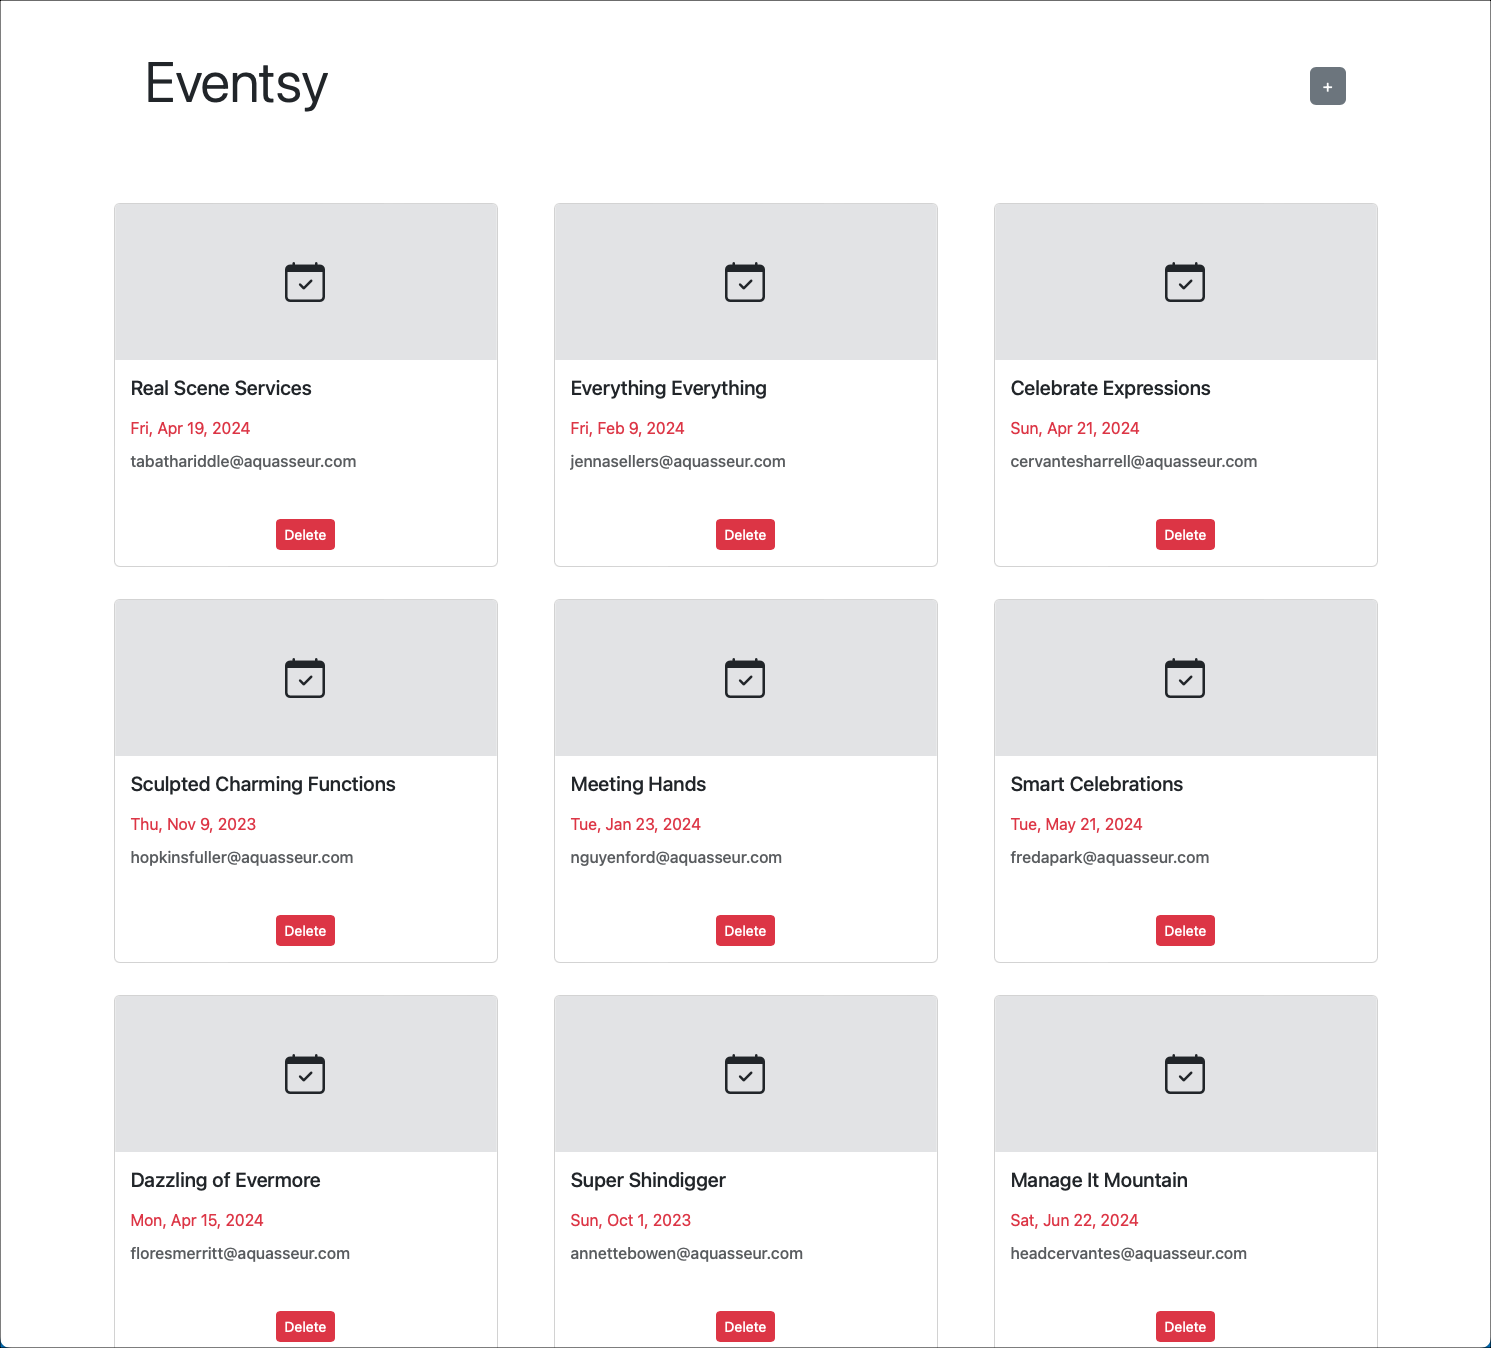 Eventsy
+
Real Scene Services
Fri, Apr 19, 2024
tabathariddle@aquasseur.com
Delete
Everything Everything
Fri, Feb 9, 2024
jennasellers@aquasseur.com
Delete
Celebrate Expressions
Sun, Apr 21, 2024
cervantesharrell@aquasseur.com
Delete
Sculpted Charming Functions
Thu, Nov 9, 2023
hopkinsfuller@aquasseur.com
Delete
Meeting Hands
Tue, Jan 23, 2024
nguyenford@aquasseur.com
Delete
Smart Celebrations
Tue, May 21, 2024
fredapark@aquasseur.com
Delete
Dazzling of Evermore
Mon, Apr 15, 2024
floresmerritt@aquasseur.com
Delete
Super Shindigger
Sun, Oct 1, 2023
annettebowen@aquasseur.com
Delete
Manage It Mountain
Sat, Jun 22, 2024
headcervantes@aquasseur.com
Delete